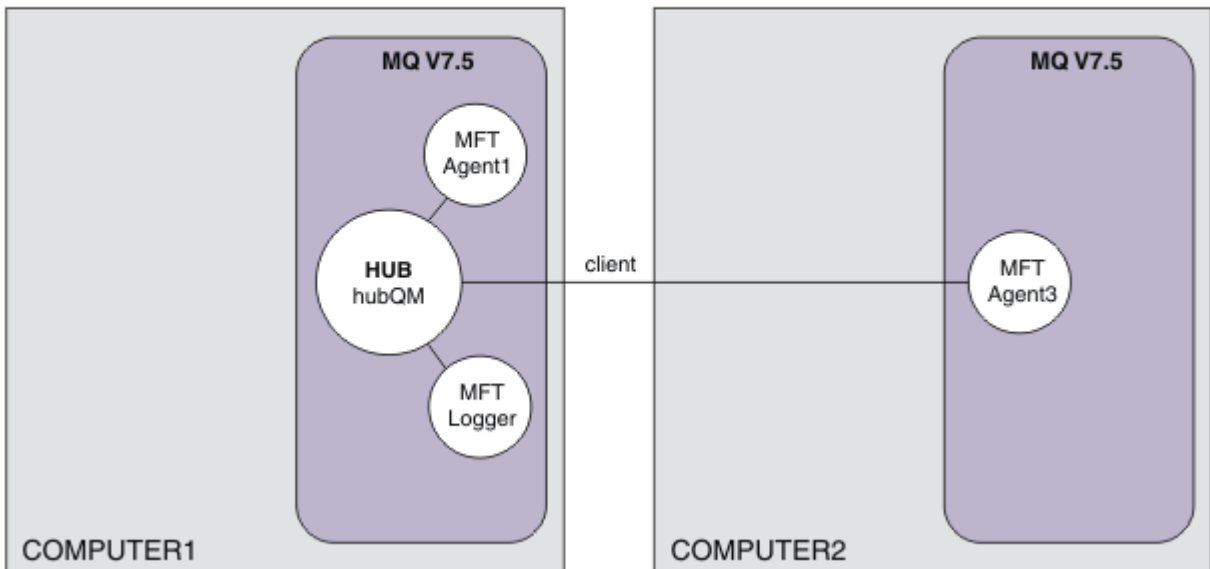 MQ V7.5
MFT
Agent1
HUB
hubQM
MFT
Logger
COMPUTER1
client
MQ V7.5
MFT
Agent3
COMPUTER2